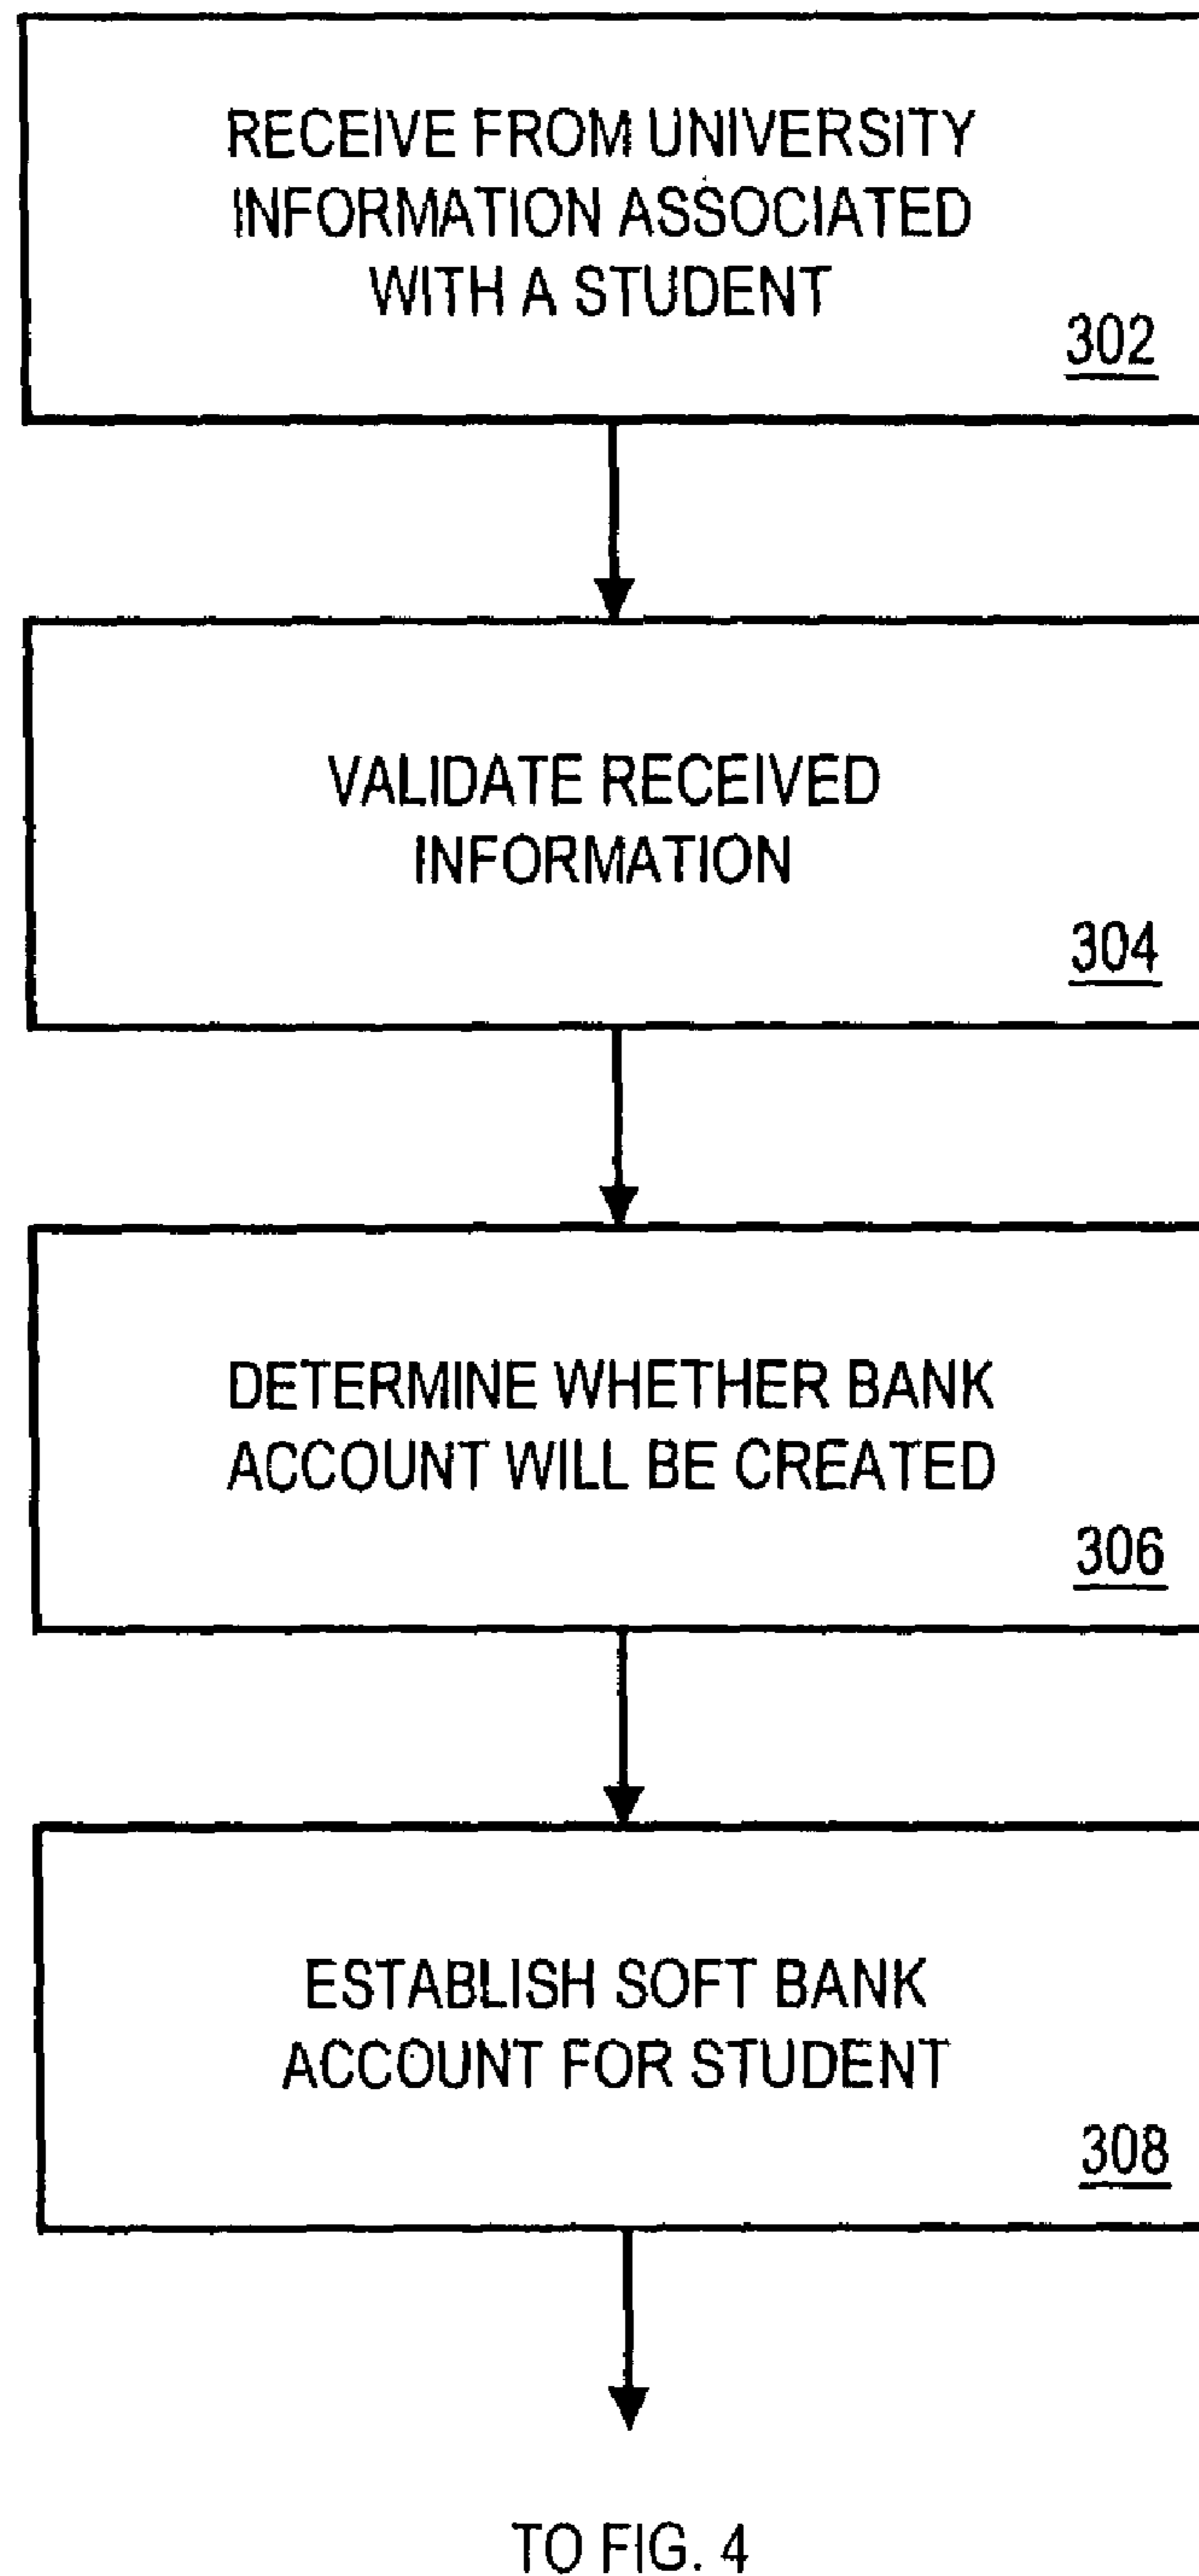 RECEIVE FROM UNIVERSITY
INFORMATION ASSOCIATED
WITH A STUDENT
302
VALIDATE RECEIVED
INFORMATION
304
DETERMINE WHETHER BANK
ACCOUNT WILL BE CREATED
306
ESTABLISH SOFT BANK
ACCOUNT FOR STUDENT
308
TO FIG. 4